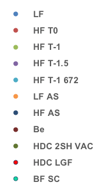 LF
HF T0
HF T-1
HF T-1.5
HF T-1 672
LF AS
HF AS
Be
HDC 2SH VAC
HDC LGF
BF SC